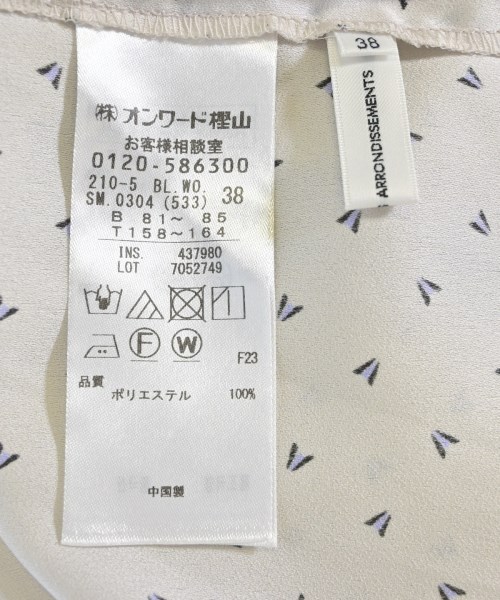 ㈱オンワード樫山
お客様相談室
0120-586300
210-5 BL.WO.
SM.0304(533) 38
B 81～ 85
T158～164
INS. 437980
LOT 7052749
F W
F23
品質
ポリエステル 100%
中国製
38
ARRONDISSEMENTS